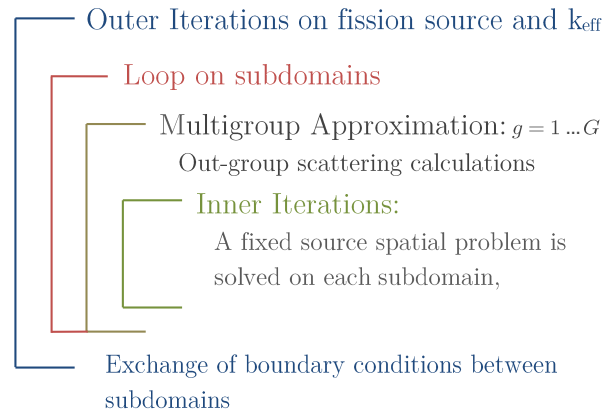 Outer Iterations on fission source and keff
Loop on subdomains
Multigroup Approximation: g = 1 ... G
Out-group scattering calculations
Inner Iterations:
A fixed source spatial problem is
solved on each subdomain,
Exchange of boundary conditions between
subdomains